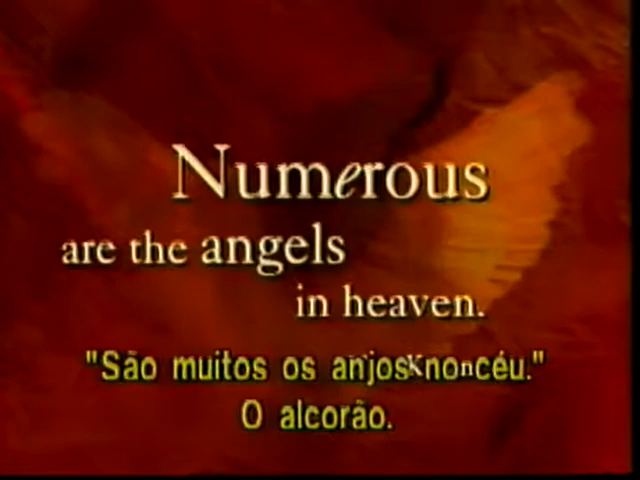 Numerous
are the angels
in heaven.
"São muitos os anjos no céu."
O alcorão.